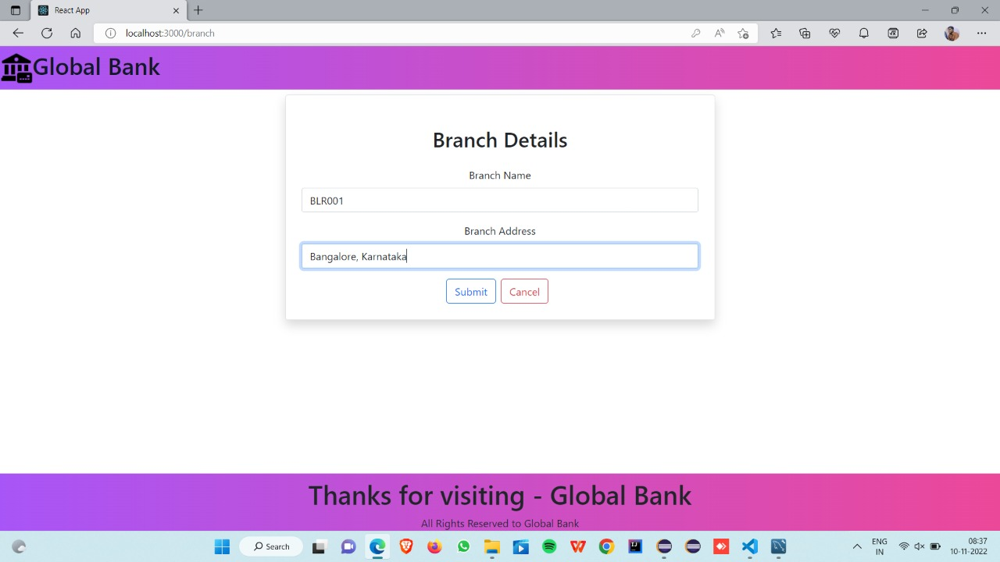 React App
localhost:3000/branch
Global Bank
Branch Details
Branch Name
BLR001
Branch Address
Bangalore, Karnataka
Submit Cancel
Thanks for visiting - Global Bank
All Rights Reserved to Global Bank
Search
ENG
IN
08:37
10-11-2022